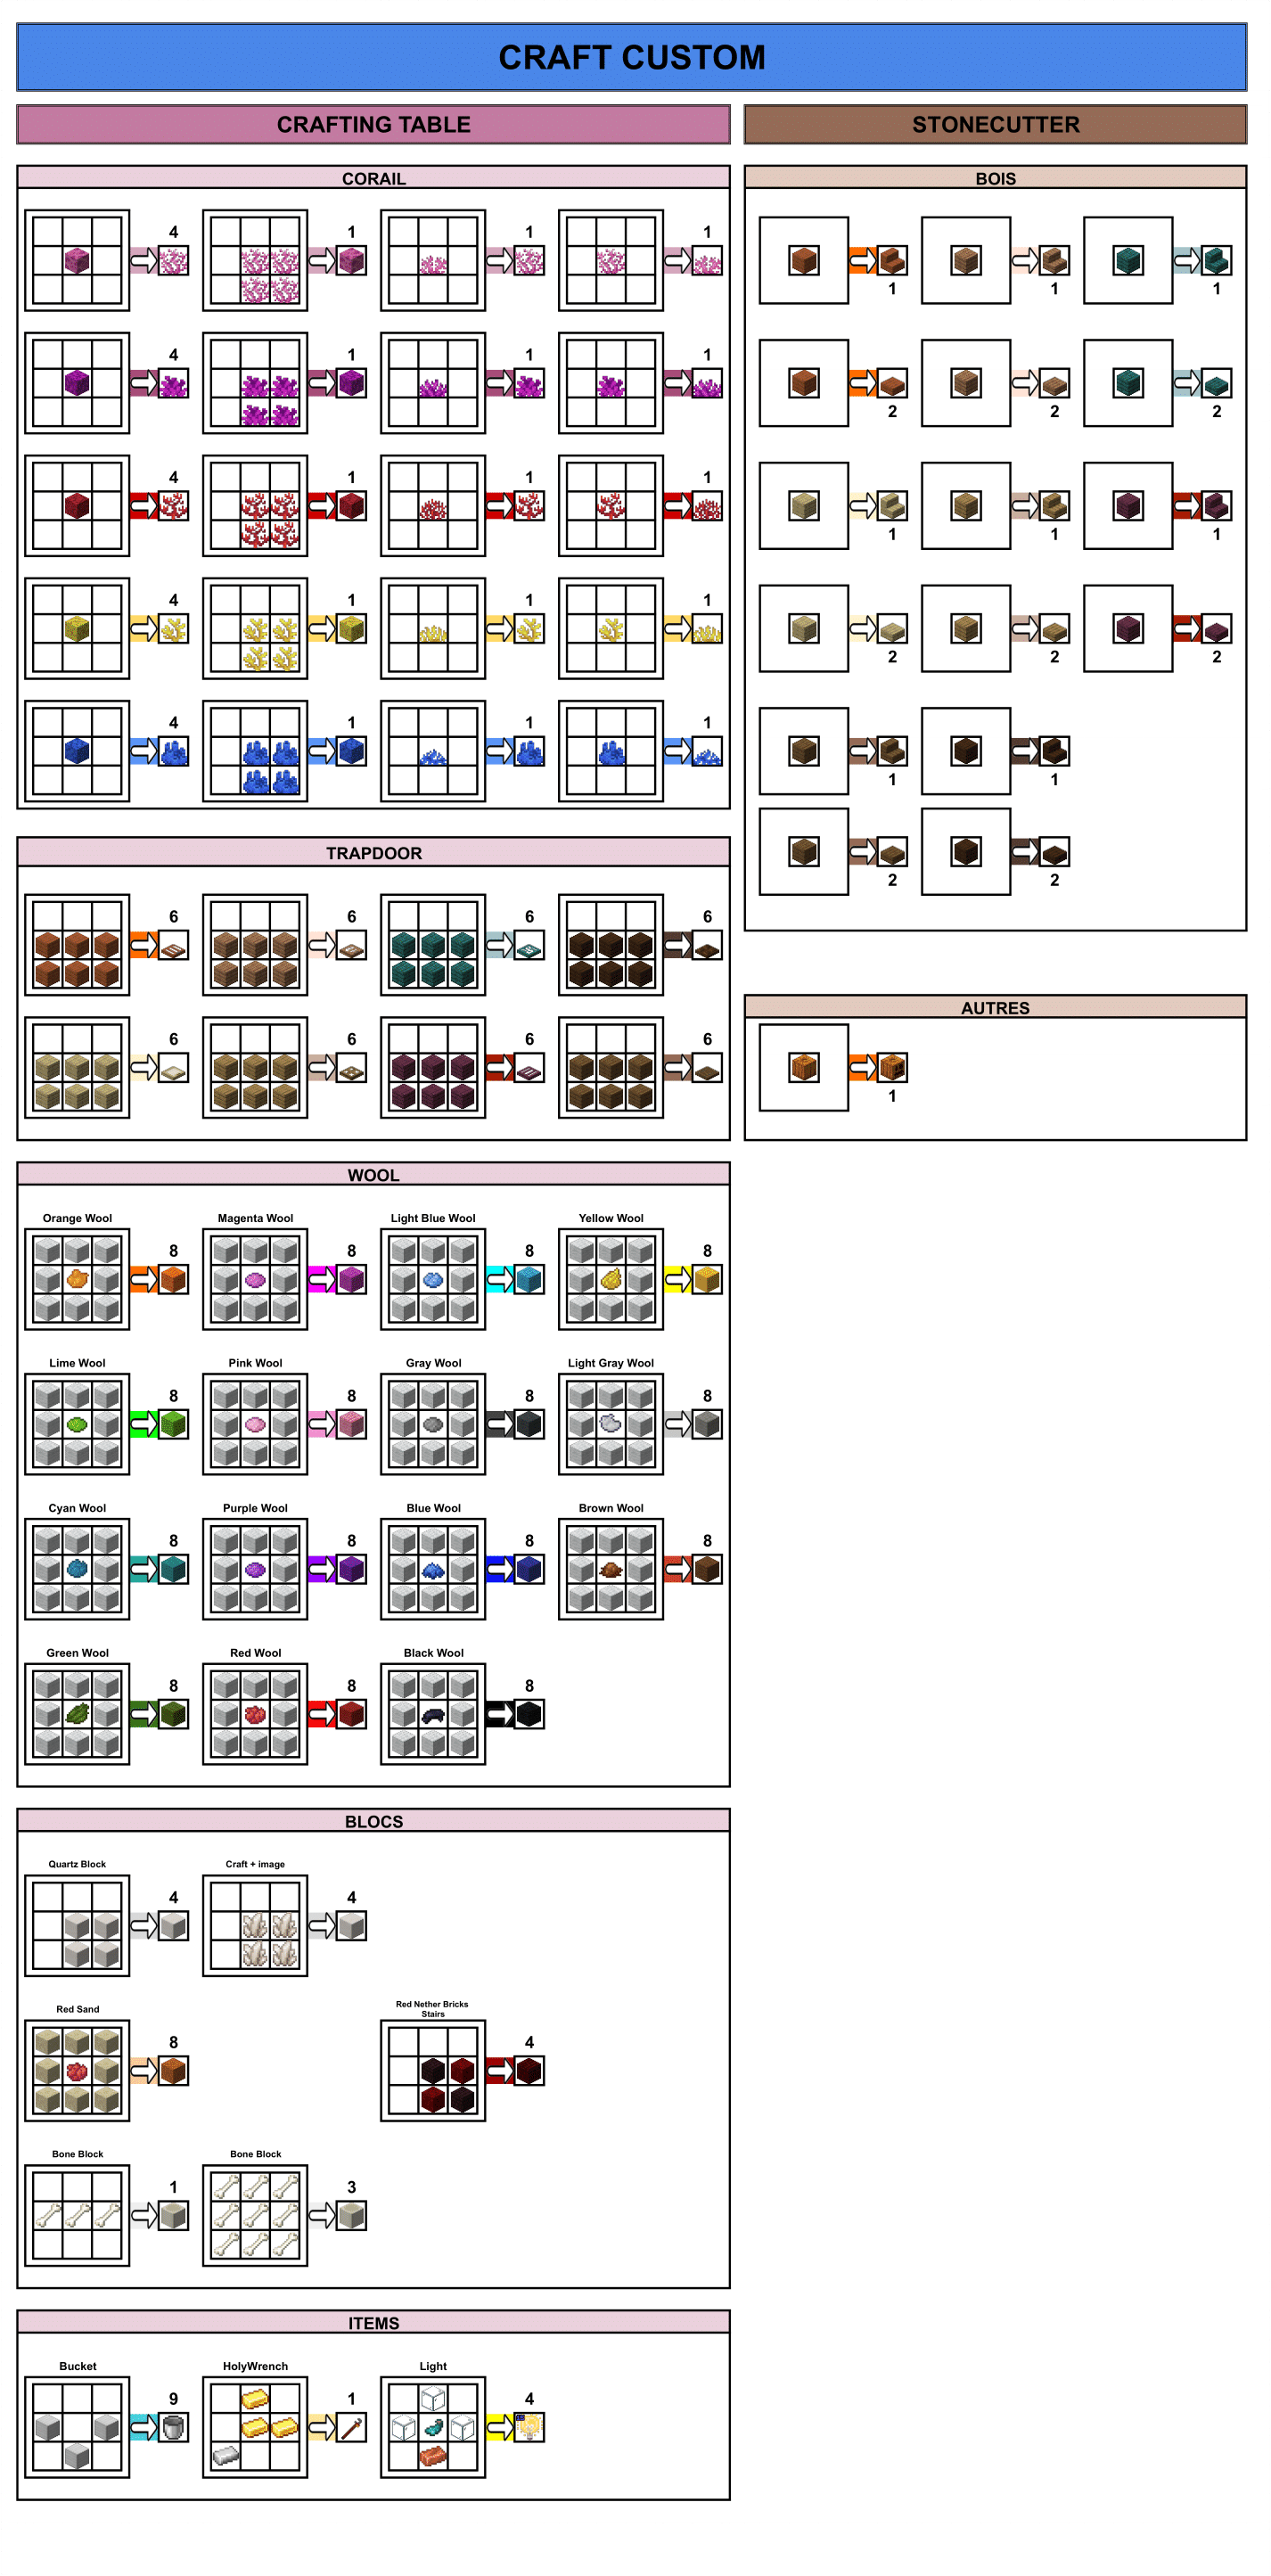 CRAFT CUSTOM
CRAFTING TABLE
STONECUTTER
CORAIL
4 1 1 1
4 1 1 1
4 1 1 1
4 1 1 1
4 1 1 1
TRAPDOOR
6 6 6 6
6 6 6 6
WOOL
Orange Wool Magenta Wool Light Blue Wool Yellow Wool
8 8 8 8
Lime Wool Pink Wool Gray Wool Light Gray Wool
8 8 8 8
Cyan Wool Purple Wool Blue Wool Brown Wool
8 8 8 8
Green Wool Red Wool Black Wool
8 8 8
BLOCS
Quartz Block Craft + image
4 4
Red Sand Red Nether Bricks
Stairs
8 4
Bone Block Bone Block
1 3
ITEMS
Bucket HolyWrench Light
9 1 4
BOIS
1 1 1
2 2 2
1 1 1
2 2 2
1 1
2 2
AUTRES
1